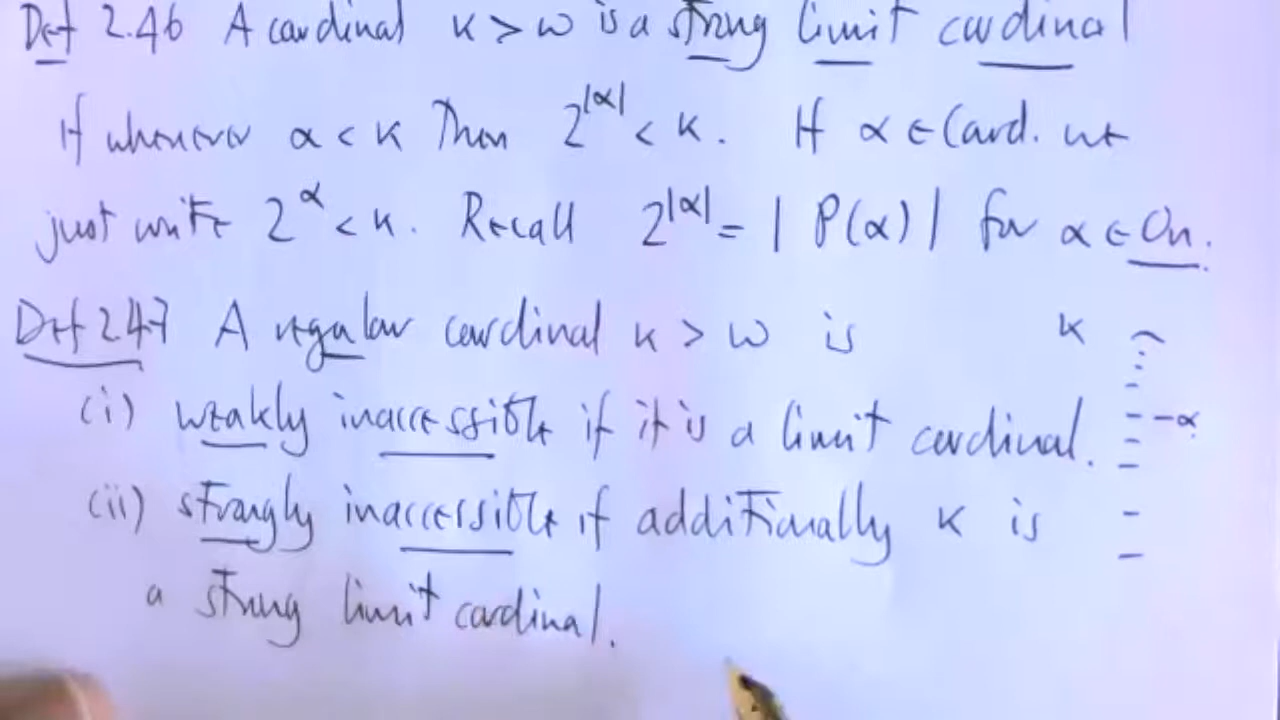 Def 2.46 A cardinal κ > ω is a strong limit cardinal
if whenever α < κ Then 2^|α| < κ. If α ∈ Card. we
just write 2^α < κ. Recall 2^|α| = | P(α) | for α ∈ On.
Def 2.47 A regular cardinal κ > ω is
κ
(i) weakly inaccessible if it is a limit cardinal.
α
(ii) strongly inaccessible if additionally κ is
a strong limit cardinal.